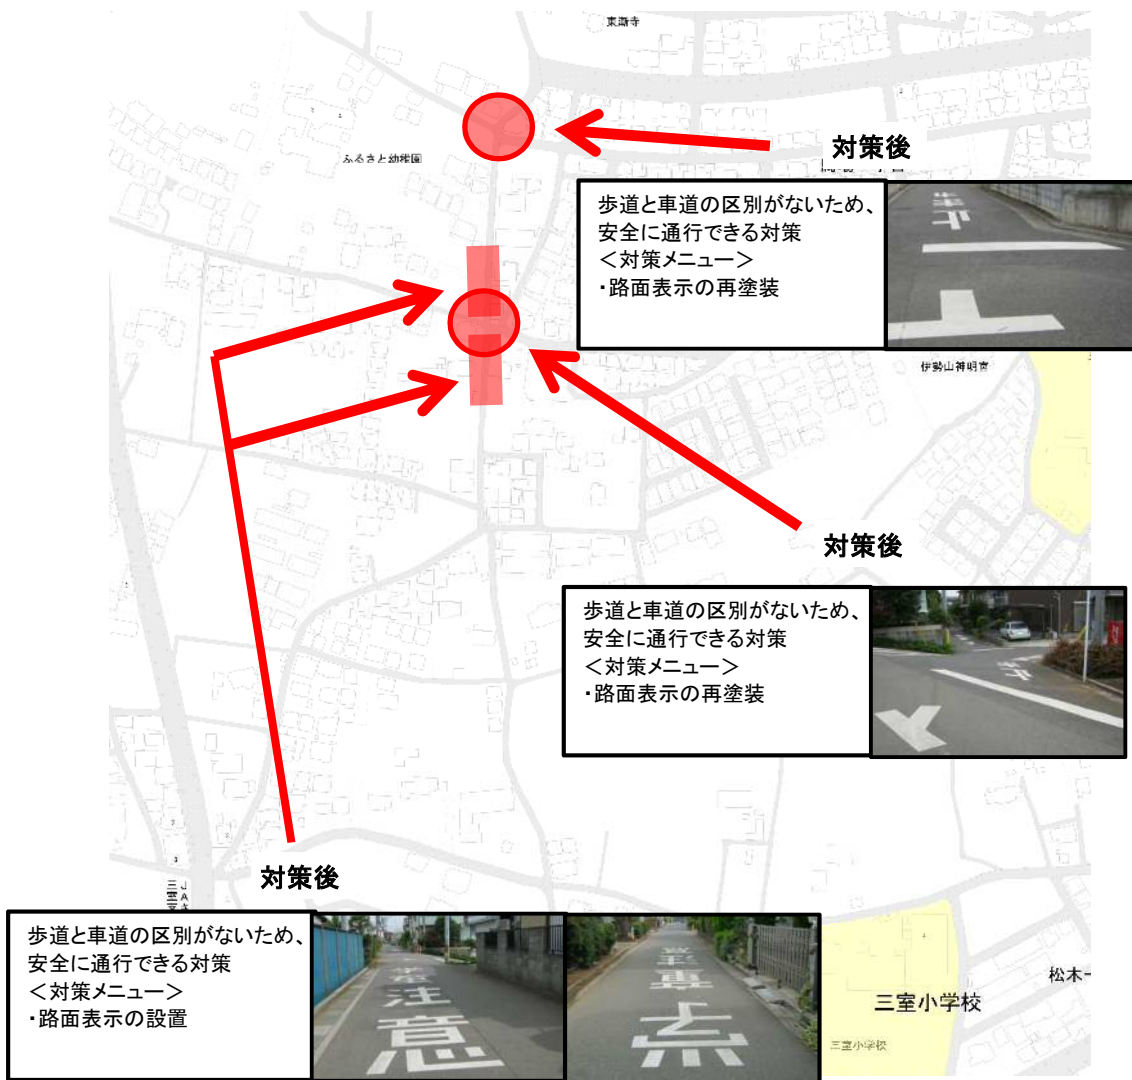 東漸寺
ふるさと幼稚園
対策後
歩道と車道の区別がないため、
安全に通行できる対策
<対策メニュー>
・路面表示の再塗装
伊勢山神明宮
対策後
歩道と車道の区別がないため、
安全に通行できる対策
<対策メニュー>
・路面表示の再塗装
対策後
歩道と車道の区別がないため、
安全に通行できる対策
<対策メニュー>
・路面表示の設置
注意
三室小学校
三室小学校
松木